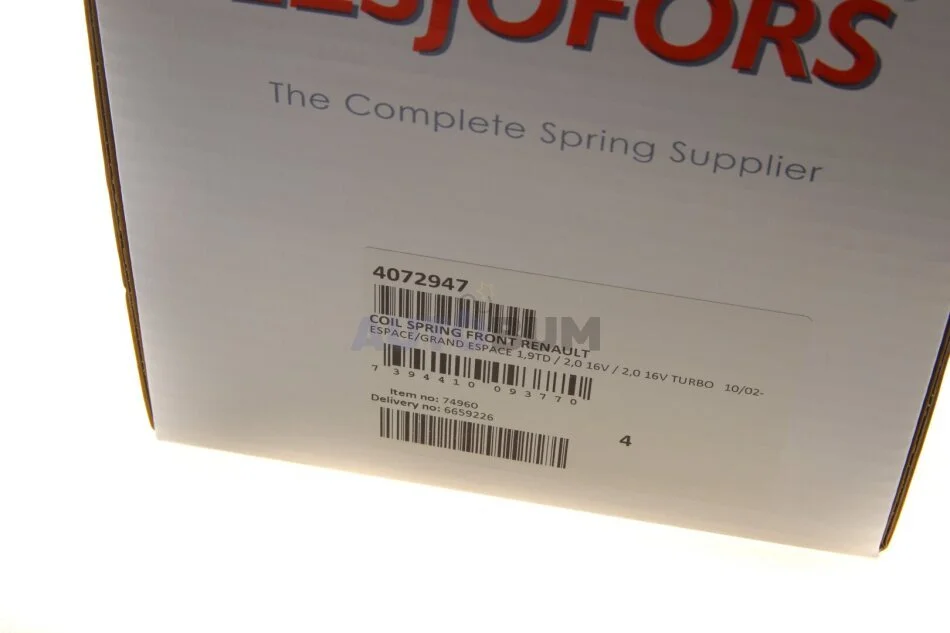 LESJOFORS
The Complete Spring Supplier
4072947
COIL SPRING FRONT RENAULT
ESPACE/GRAND ESPACE 1,9TD / 2,0 16V / 2,0 16V TURBO 10/02-
7 394410 093770
Item no: 74960
Delivery no: 6659226
4